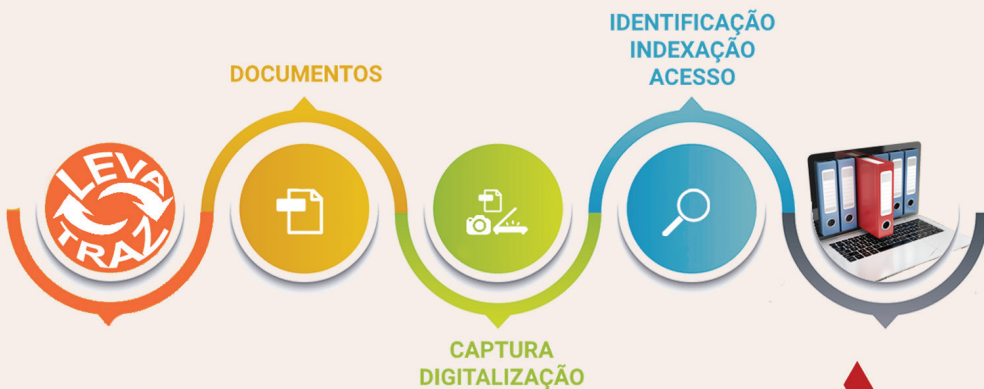 LEVA
TRAZ
DOCUMENTOS
CAPTURA
DIGITALIZAÇÃO
IDENTIFICAÇÃO
INDEXAÇÃO
ACESSO